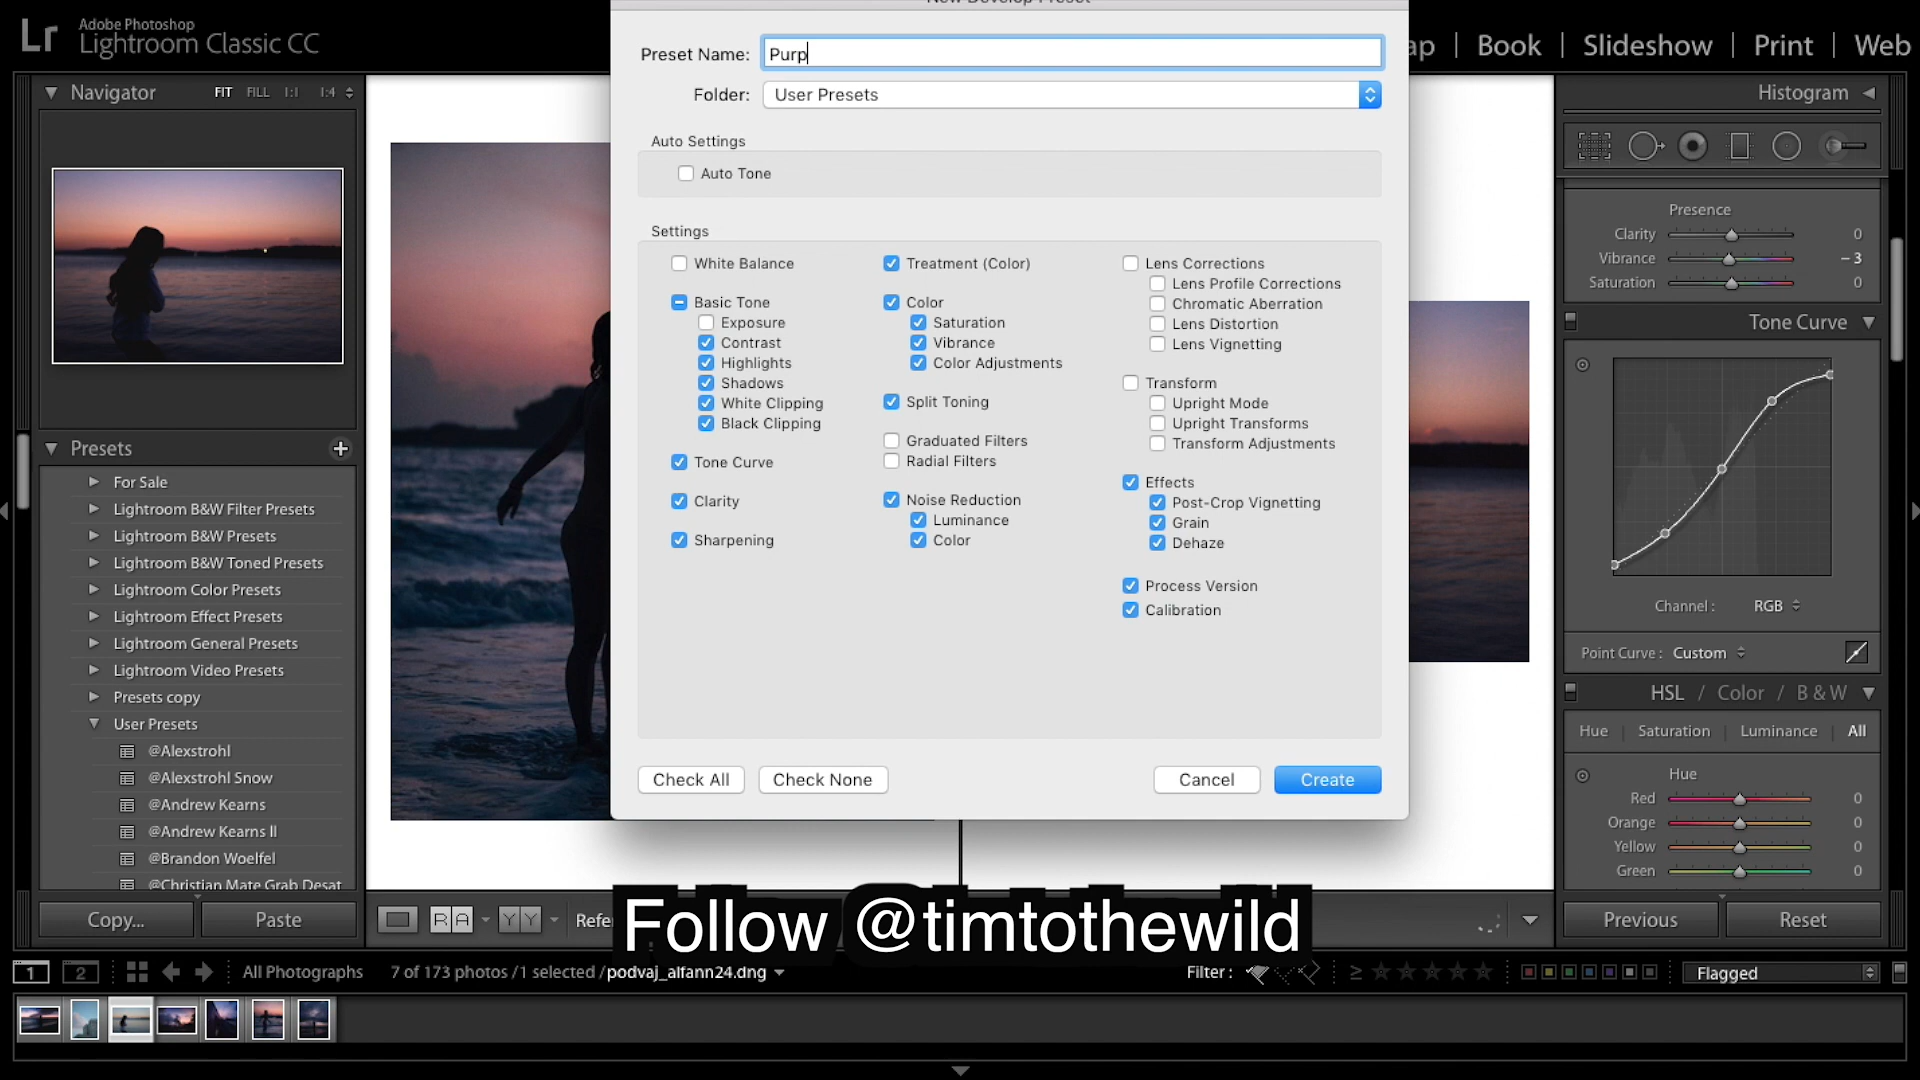 Lr
Adobe Photoshop
Lightroom Classic CC
Book | Slideshow | Print | Web
New Develop Preset
Preset Name: Purp
Folder: User Presets
Auto Settings
Auto Tone
Settings
White Balance
Basic Tone
Exposure
Contrast
Highlights
Shadows
White Clipping
Black Clipping
Tone Curve
Clarity
Sharpening
Treatment (Color)
Color
Saturation
Vibrance
Color Adjustments
Split Toning
Graduated Filters
Radial Filters
Noise Reduction
Luminance
Color
Lens Corrections
Lens Profile Corrections
Chromatic Aberration
Lens Distortion
Lens Vignetting
Transform
Upright Mode
Upright Transforms
Transform Adjustments
Effects
Post-Crop Vignetting
Grain
Dehaze
Process Version
Calibration
Check All
Check None
Cancel
Create
Navigator FIT FILL 1:1 1:4
Presets
For Sale
Lightroom B&W Filter Presets
Lightroom B&W Presets
Lightroom B&W Toned Presets
Lightroom Color Presets
Lightroom Effect Presets
Lightroom General Presets
Lightroom Video Presets
Presets copy
User Presets
@Alexstrohl
@Alexstrohl Snow
@Andrew Kearns
@Andrew Kearns II
@Brandon Woelfel
@Christian Mate Grab Desat
Copy... Paste
R A Y Y Refer
Histogram
Presence
Clarity 0
Vibrance – 3
Saturation 0
Tone Curve
Channel : RGB
Point Curve : Custom
HSL / Color / B & W
Hue Saturation Luminance All
Hue
Red 0
Orange 0
Yellow 0
Green 0
Previous Reset
Follow @timtothewild
1 2 All Photographs 7 of 173 photos /1 selected /podvaj_alfann24.dng
Filter : ≥ ★★★★★ Flagged